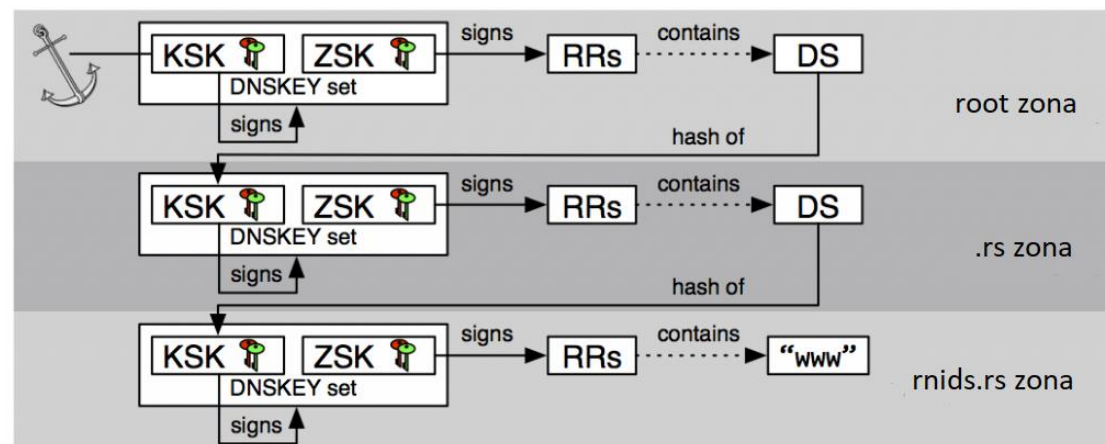 KSK ZSK signs RRs contains DS
DNSKEY set
signs
root zona
hash of
KSK ZSK signs RRs contains DS
DNSKEY set
signs
.rs zona
hash of
KSK ZSK signs RRs contains “www”
DNSKEY set
signs
rnids.rs zona